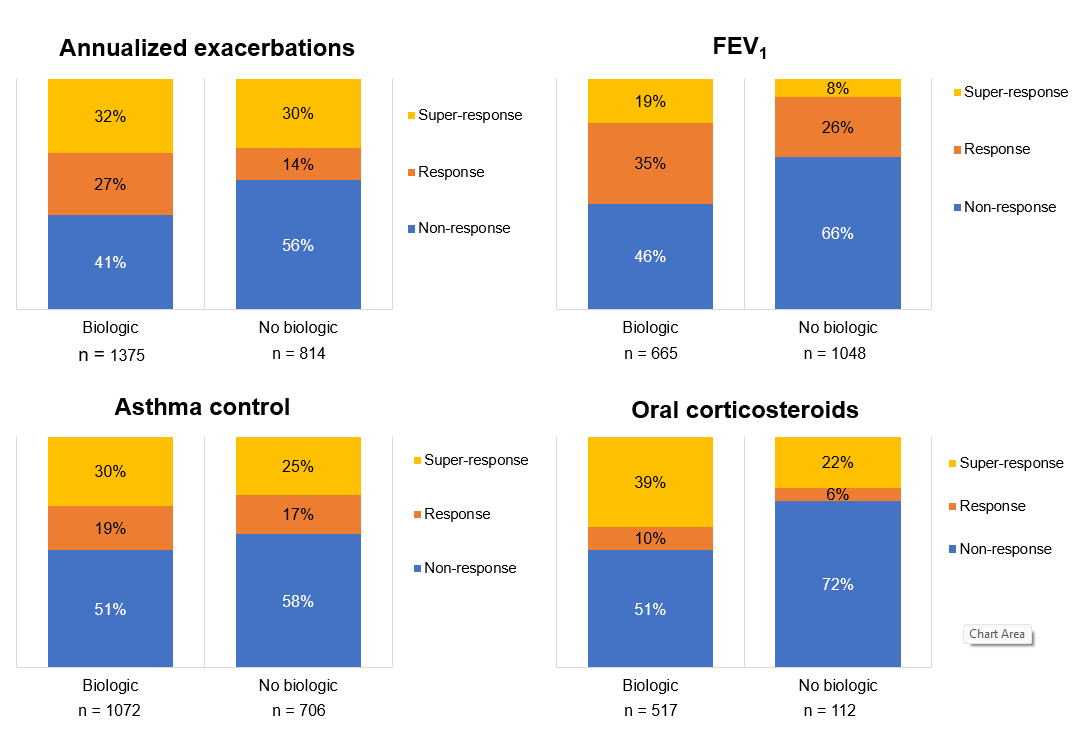 Annualized exacerbations
32%
30%
27%
14%
41%
56%
Super-response
Response
Non-response
Biologic
No biologic
n = 1375
n = 814
FEV1
19%
8%
35%
26%
46%
66%
Super-response
Response
Non-response
Biologic
No biologic
n = 665
n = 1048
Asthma control
30%
25%
19%
17%
51%
58%
Super-response
Response
Non-response
Biologic
No biologic
n = 1072
n = 706
Oral corticosteroids
39%
22%
10%
6%
51%
72%
Super-response
Response
Non-response
Chart Area
Biologic
No biologic
n = 517
n = 112